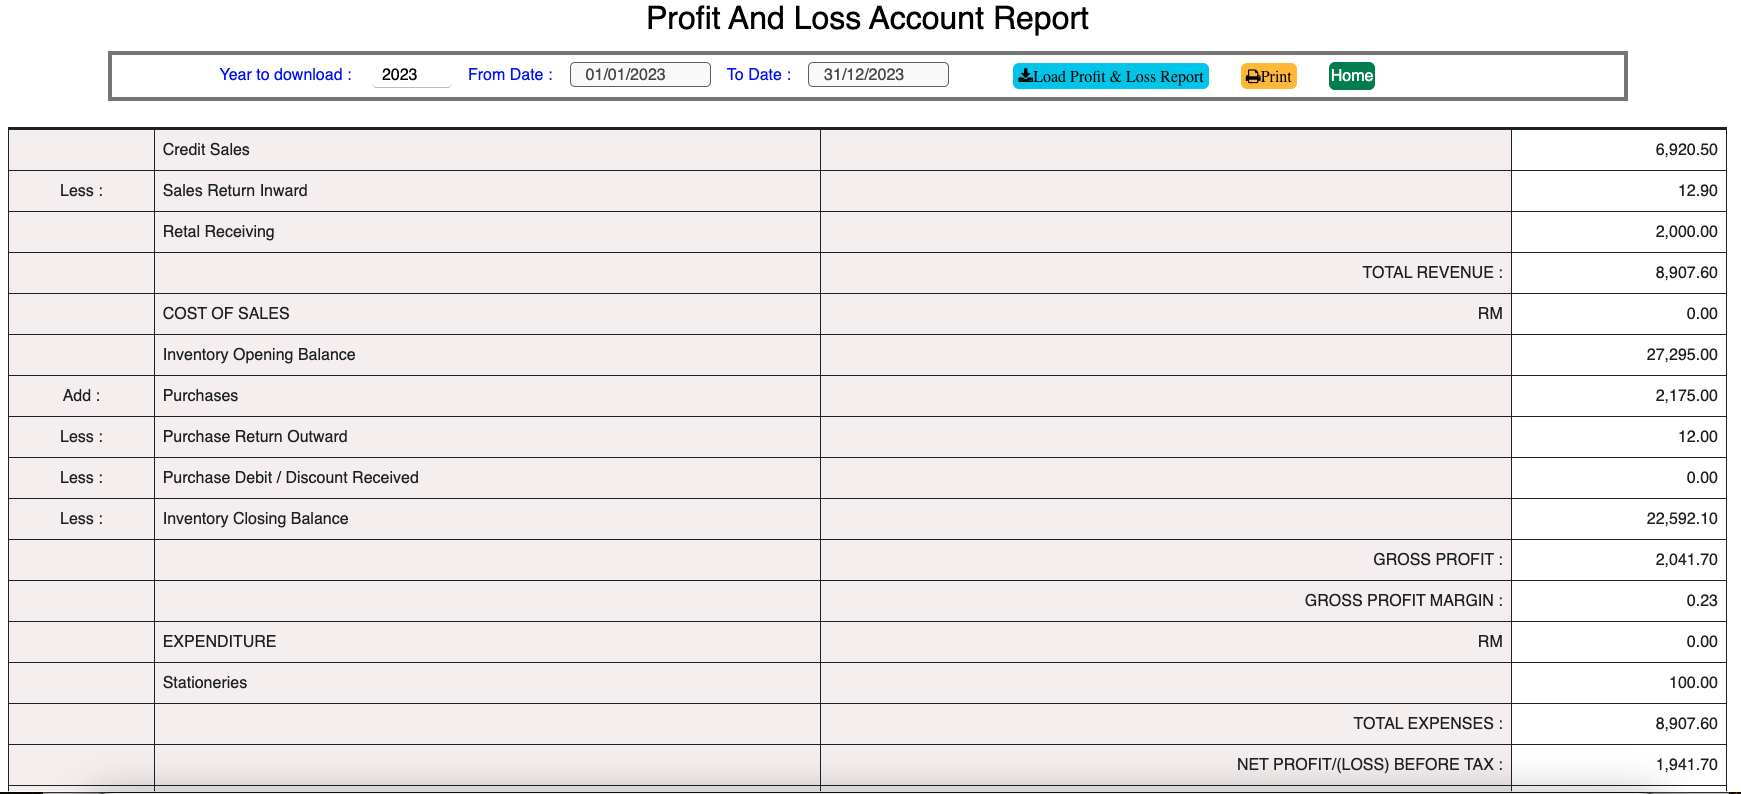 Profit And Loss Account Report
Year to download : 2023 From Date : 01/01/2023 To Date : 31/12/2023 Load Profit & Loss Report Print Home
Credit Sales 6,920.50
Less : Sales Return Inward 12.90
Retal Receiving 2,000.00
TOTAL REVENUE : 8,907.60
COST OF SALES RM 0.00
Inventory Opening Balance 27,295.00
Add : Purchases 2,175.00
Less : Purchase Return Outward 12.00
Less : Purchase Debit / Discount Received 0.00
Less : Inventory Closing Balance 22,592.10
GROSS PROFIT : 2,041.70
GROSS PROFIT MARGIN : 0.23
EXPENDITURE RM 0.00
Stationeries 100.00
TOTAL EXPENSES : 8,907.60
NET PROFIT/(LOSS) BEFORE TAX : 1,941.70